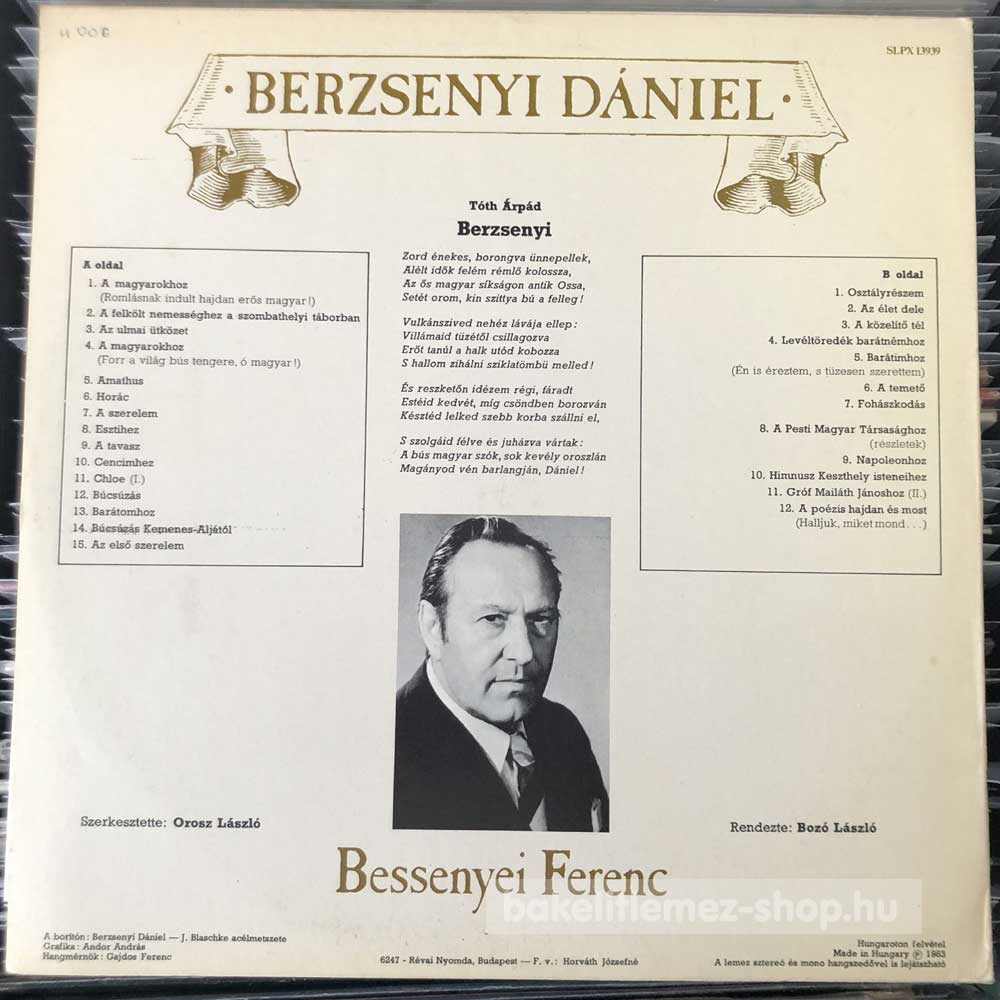 SLPX 13939
· BERZSENYI DÁNIEL ·
Tóth Árpád
Berzsenyi
Zord énekes, borongva ünnepellek,
Alélt idők felém rémlő kolossza,
Az ős magyar síkságon antik Ossa,
Setét orom, kin szittya bú a felleg!
Vulkánszived nehéz lávája ellep:
Villámaid tüzétől csillagozva
Erőt tanúl a halk utód kobozza
S hallom zihálni sziklatömbü melled!
És reszketőn idézem régi, fáradt
Estéid kedvét, míg csöndben borozván
Késztéd lelked szebb korba szállni el,
S szolgáid félve és juházva vártak:
A bús magyar szók, sok kevély oroszlán
Magányod vén barlangján, Dániel!
A oldal
1. A magyarokhoz
(Romlásnak indult hajdan erős magyar!)
2. A felkölt nemességhez a szombathelyi táborban
3. Az ulmai ütközet
4. A magyarokhoz
(Forr a világ bús tengere, ó magyar!)
5. Amathus
6. Horác
7. A szerelem
8. Esztihez
9. A tavasz
10. Cencimhez
11. Chloe (I.)
12. Búcsúzás
13. Barátomhoz
14. Búcsúzás Kemenes-Aljától
15. Az első szerelem
B oldal
1. Osztályrészem
2. Az élet dele
3. A közelítő tél
4. Levéltöredék barátnémhoz
5. Barátimhoz
(Én is éreztem, s tüzesen szerettem)
6. A temető
7. Fohászkodás
8. A Pesti Magyar Társasághoz
(részletek)
9. Napoleonhoz
10. Himnusz Keszthely isteneihez
11. Gróf Mailáth Jánoshoz (II.)
12. A poézis hajdan és most
(Halljuk, miket mond...)
Szerkesztette: Orosz László
Rendezte: Bozó László
Bessenyei Ferenc
bakelitlemez-shop.hu
A borítón: Berzsenyi Dániel — J. Blaschke acélmetszete
Grafika: Andor András
Hangmérnök: Gajdos Ferenc
6247 - Révai Nyomda, Budapest — F. v.: Horváth Józsefné
Hungaroton felvétel
Made in Hungary Ⓟ 1983
A lemez sztereó és mono hangszedővel is lejátszható